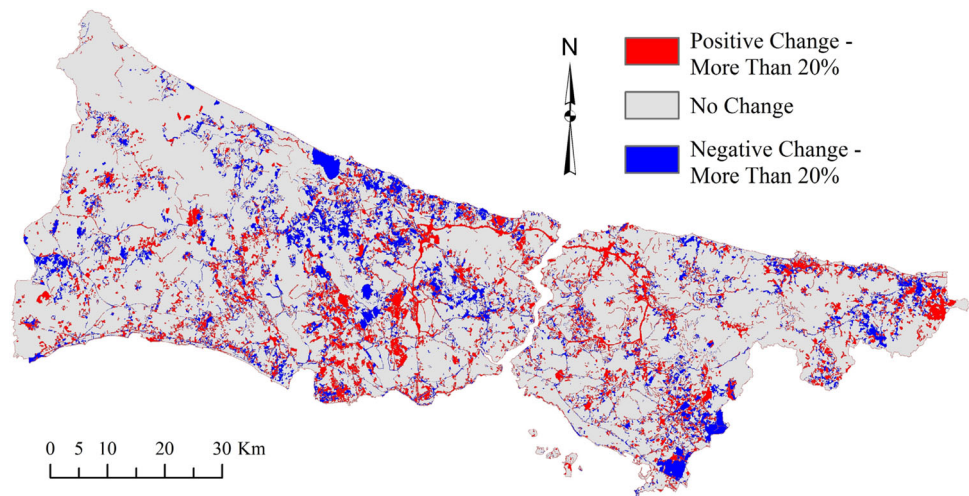 N
Positive Change -
More Than 20%
No Change
Negative Change -
More Than 20%
0 5 10 20 30 Km